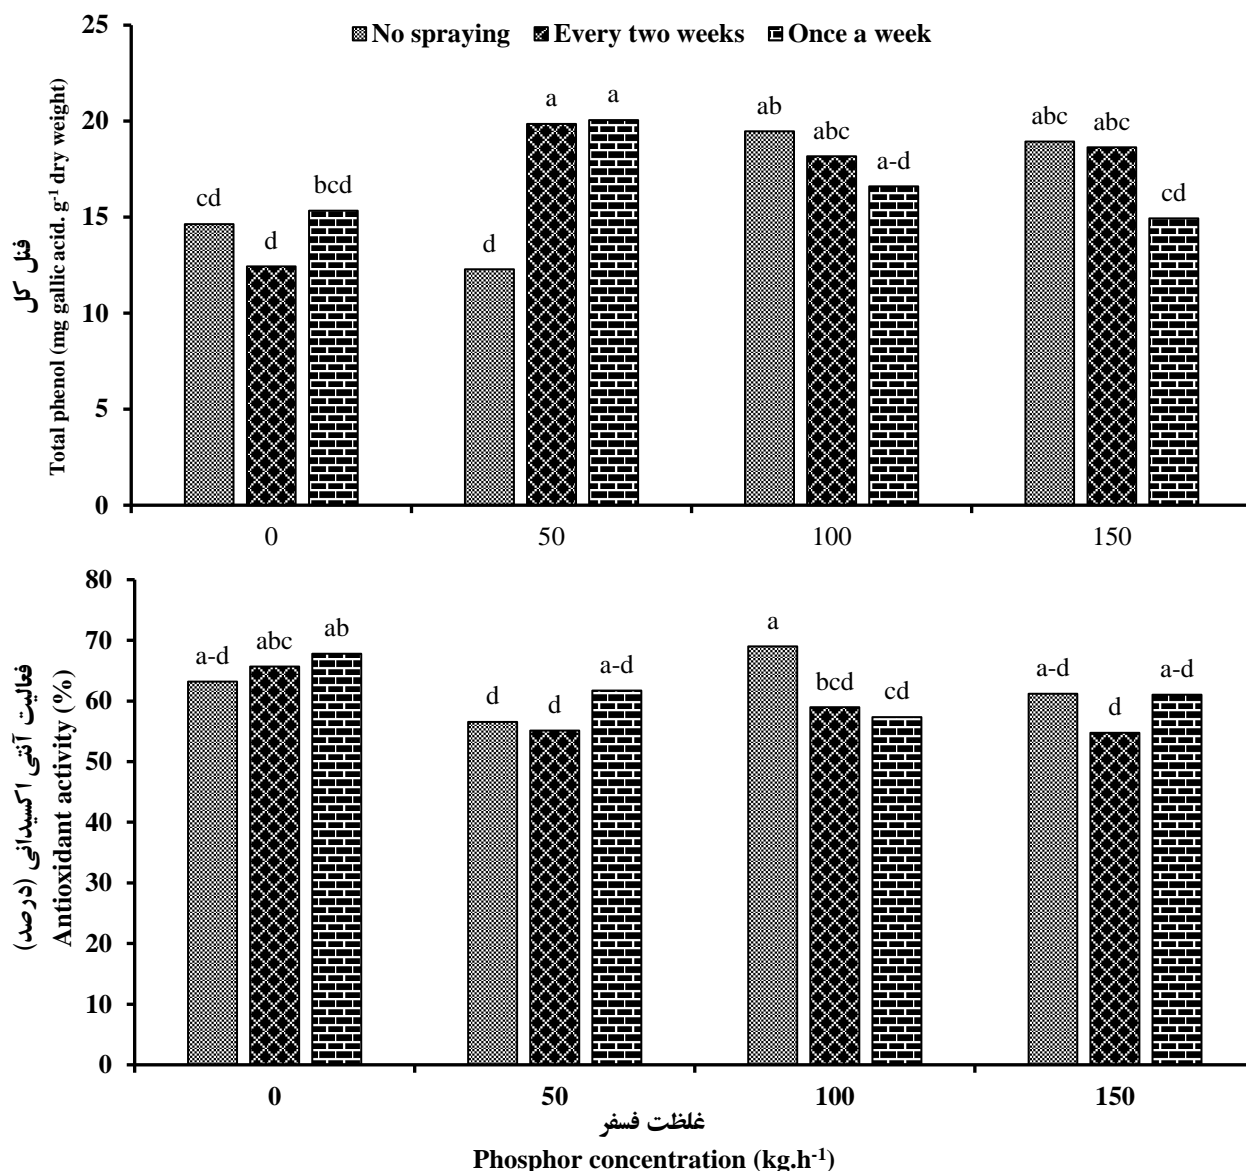 No spraying Every two weeks Once a week
فنل کل
Total phenol (mg gallic acid. g⁻¹ dry weight)
25
20
15
10
5
0
cd d bcd
d a a
ab abc a-d
abc abc cd
0 50 100 150
فعالیت آنتی اکسیدانی (درصد)
Antioxidant activity (%)
80
70
60
50
40
30
20
10
0
a-d abc ab
d d a-d
a bcd cd
a-d d a-d
0 50 100 150
غلظت فسفر
Phosphor concentration (kg.h⁻¹)